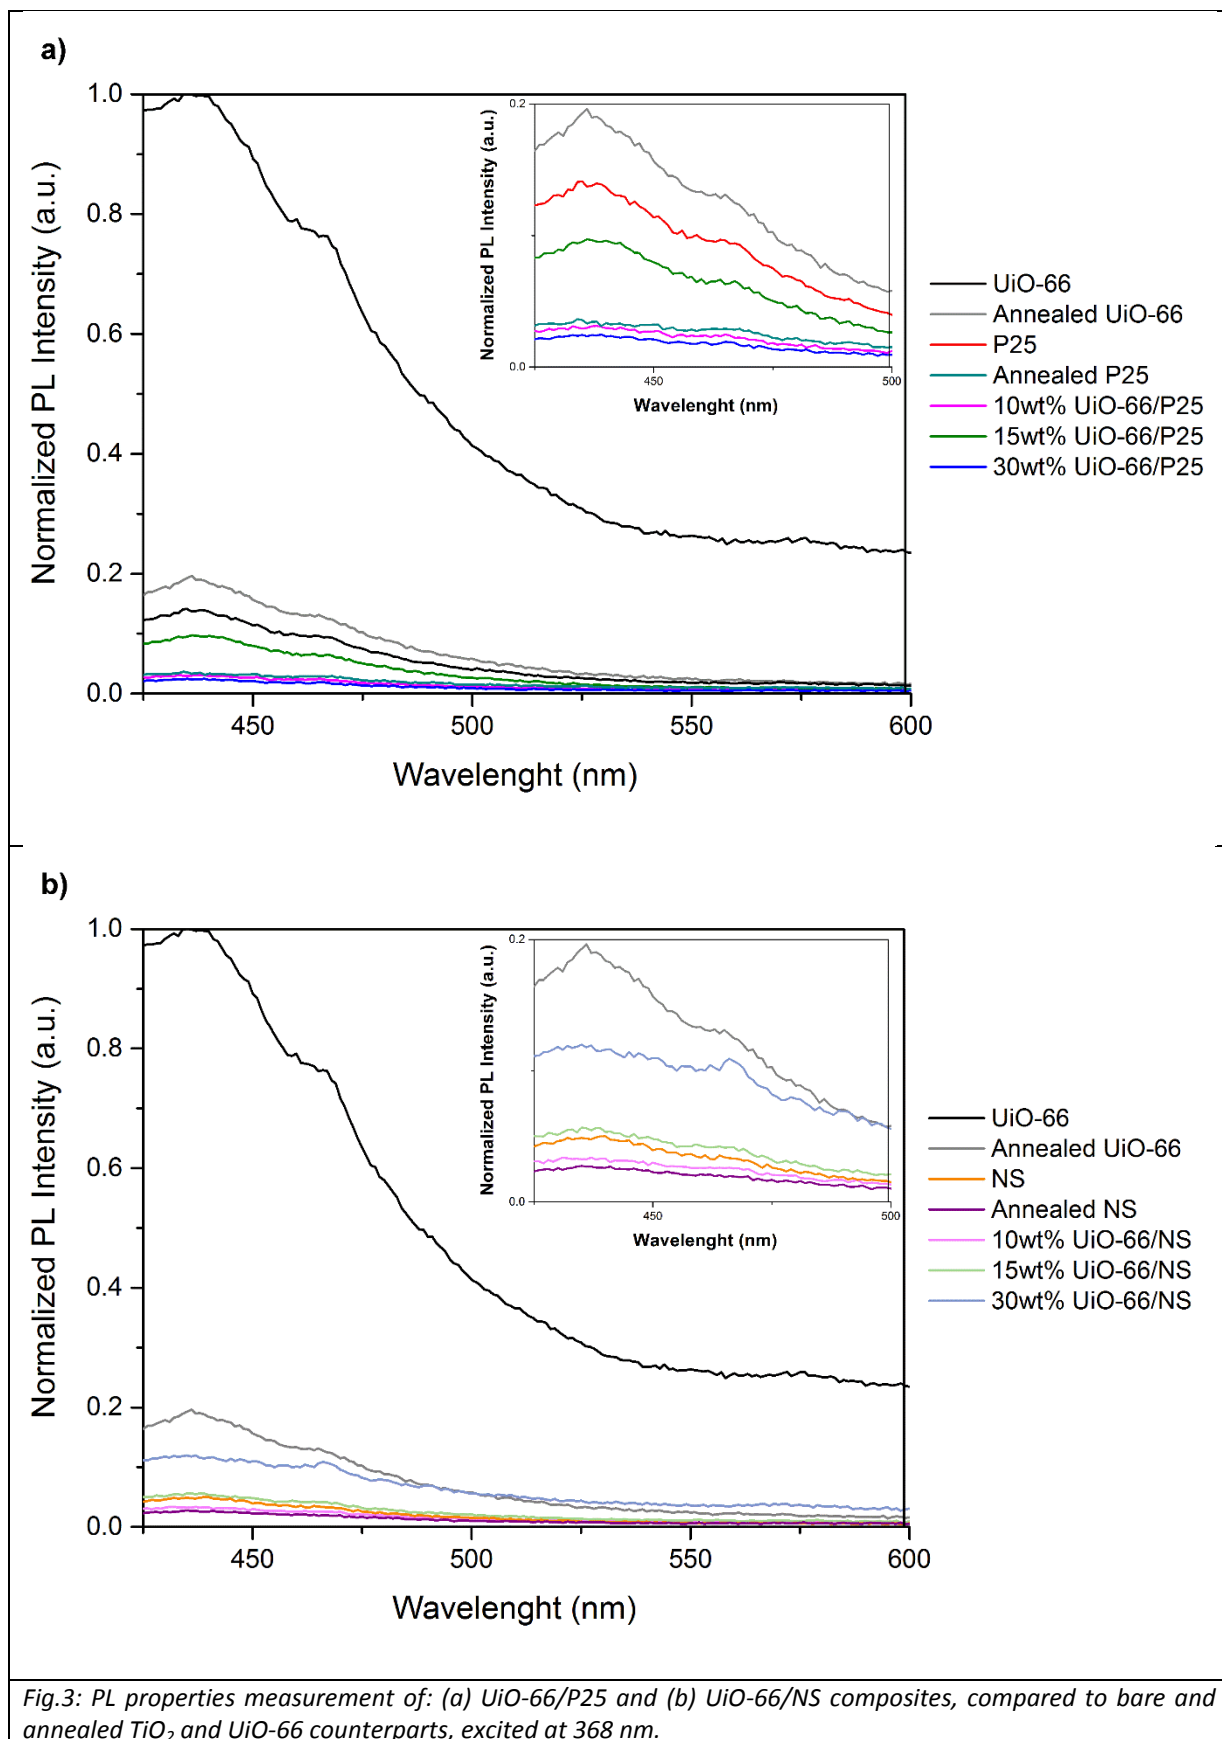 a)
Normalized PL Intensity (a.u.)
1.0
0.8
0.6
0.4
0.2
0.0
450
500
550
600
Wavelenght (nm)
Normalized PL Intensity (a.u.)
0.2
0.0
450
500
Wavelenght (nm)
UiO-66
Annealed UiO-66
P25
Annealed P25
10wt% UiO-66/P25
15wt% UiO-66/P25
30wt% UiO-66/P25
b)
Normalized PL Intensity (a.u.)
1.0
0.8
0.6
0.4
0.2
0.0
450
500
550
600
Wavelenght (nm)
Normalized PL Intensity (a.u.)
0.2
0.0
450
500
Wavelenght (nm)
UiO-66
Annealed UiO-66
NS
Annealed NS
10wt% UiO-66/NS
15wt% UiO-66/NS
30wt% UiO-66/NS
Fig.3: PL properties measurement of: (a) UiO-66/P25 and (b) UiO-66/NS composites, compared to bare and
annealed TiO₂ and UiO-66 counterparts, excited at 368 nm.